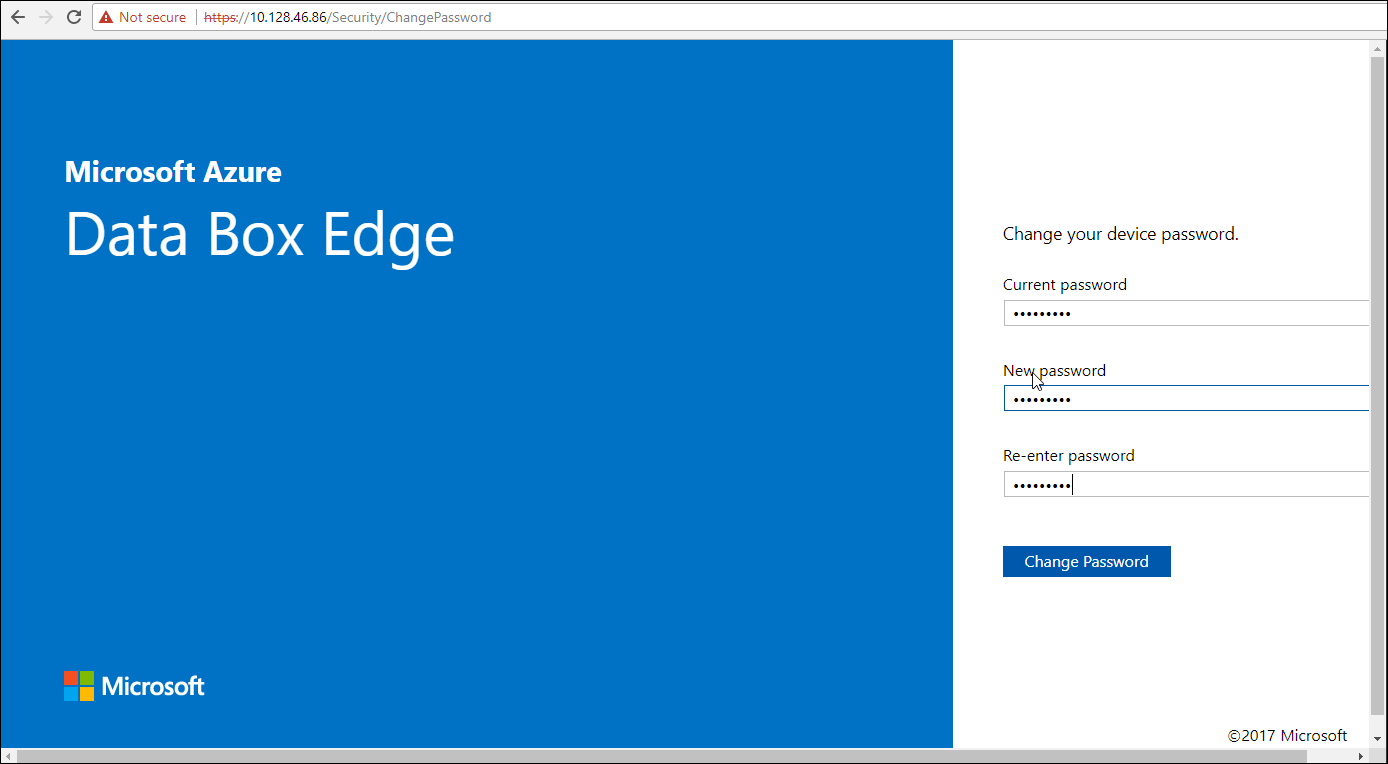 Not secure https://10.128.46.86/Security/ChangePassword
Microsoft Azure
Data Box Edge
Change your device password.
Current password
•••••••••
New password
•••••••••
Re-enter password
•••••••••
Change Password
Microsoft
©2017 Microsoft